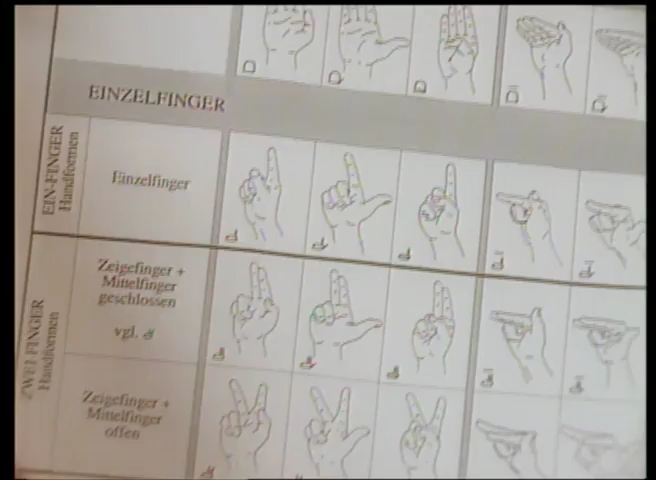 EINZELFINGER
EIN-FINGER
Handformen
Einzelfinger
ZWEI-FINGER
Handformen
Zeigefinger +
Mittelfinger
geschlossen
vgl.
Zeigefinger +
Mittelfinger
offen